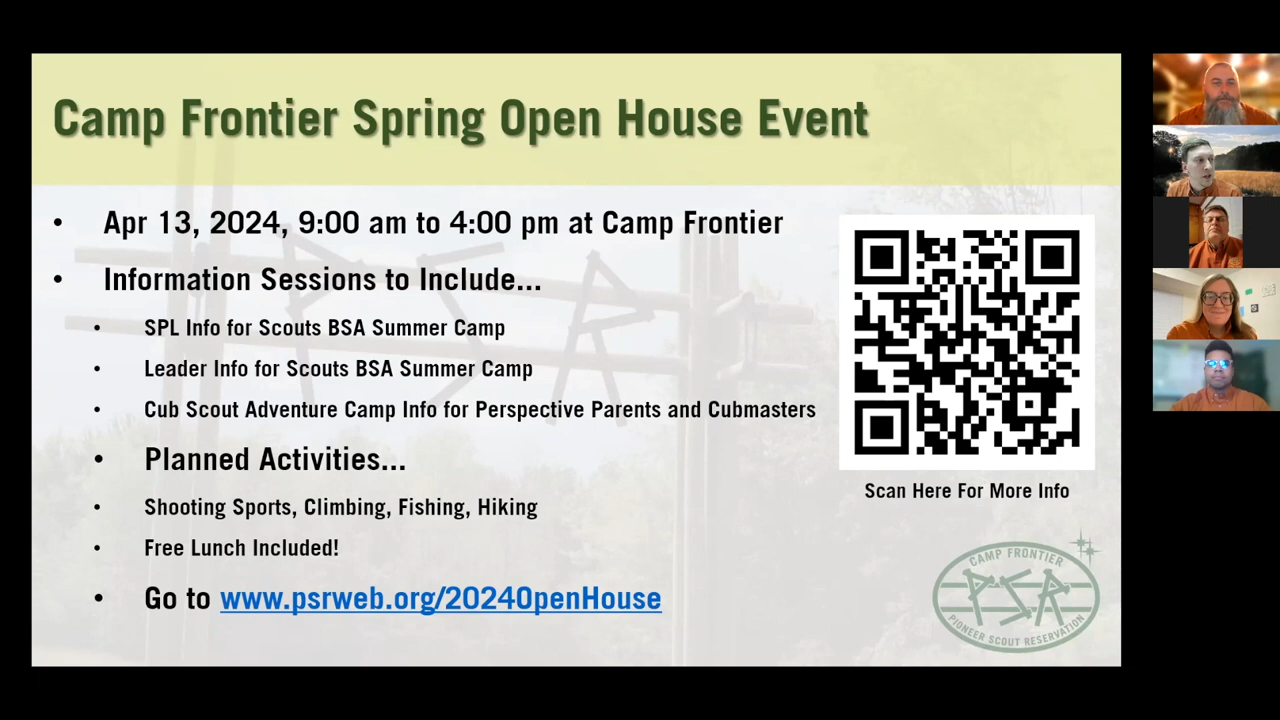 Camp Frontier Spring Open House Event
Apr 13, 2024, 9:00 am to 4:00 pm at Camp Frontier
Information Sessions to Include...
SPL Info for Scouts BSA Summer Camp
Leader Info for Scouts BSA Summer Camp
Cub Scout Adventure Camp Info for Perspective Parents and Cubmasters
Planned Activities...
Shooting Sports, Climbing, Fishing, Hiking
Free Lunch Included!
Go to www.psrweb.org/2024OpenHouse
Scan Here For More Info
CAMP FRONTIER
PSR
PIONEER SCOUT RESERVATION